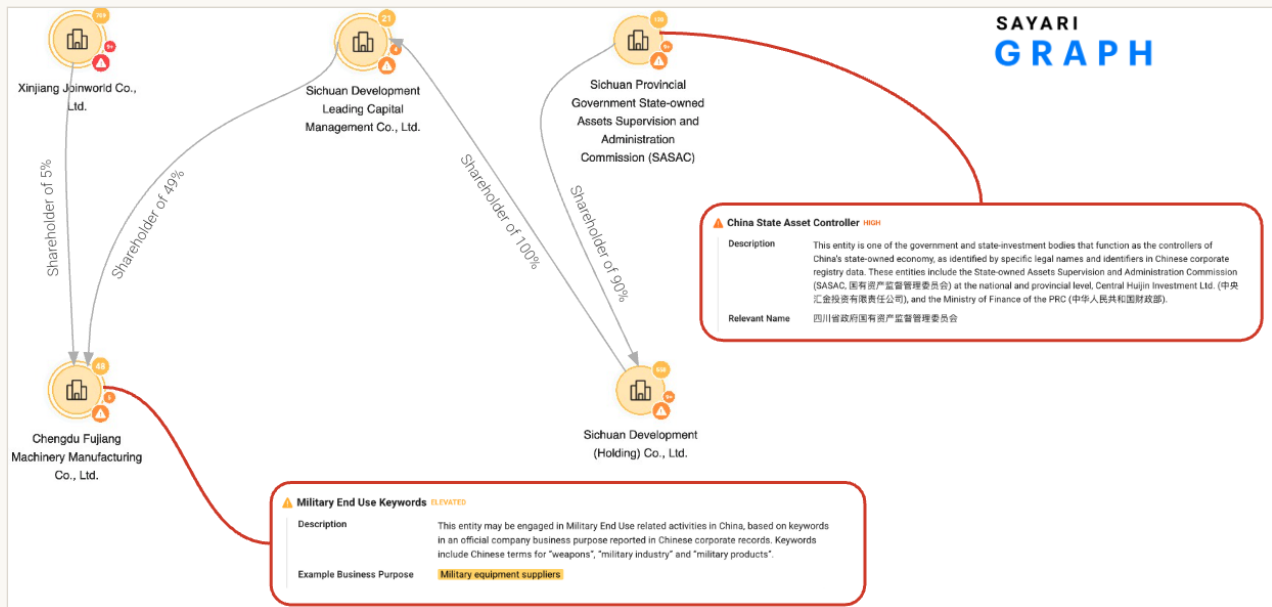 SAYARI
GRAPH
Xinjiang Joinworld Co.,
Ltd.
21
Sichuan Development
Leading Capital
Management Co., Ltd.
Sichuan Provincial
Government State-owned
Assets Supervision and
Administration
Commission (SASAC)
Shareholder of 5%
Shareholder of 49%
Shareholder of 100%
Shareholder of 90%
China State Asset Controller HIGH
Description
This entity is one of the government and state-investment bodies that function as the controllers of
China's state-owned economy, as identified by specific legal names and identifiers in Chinese corporate
registry data. These entities include the State-owned Assets Supervision and Administration Commission
(SASAC, 国有资产监督管理委员会) at the national and provincial level, Central Huijin Investment Ltd. (中央
汇金投资有限责任公司), and the Ministry of Finance of the PRC (中华人民共和国财政部).
Relevant Name
四川省政府国有资产监督管理委员会
48
Chengdu Fujiang
Machinery Manufacturing
Co., Ltd.
Sichuan Development
(Holding) Co., Ltd.
Military End Use Keywords ELEVATED
Description
This entity may be engaged in Military End Use related activities in China, based on keywords
in an official company business purpose reported in Chinese corporate records. Keywords
include Chinese terms for "weapons", "military industry" and "military products".
Example Business Purpose
Military equipment suppliers